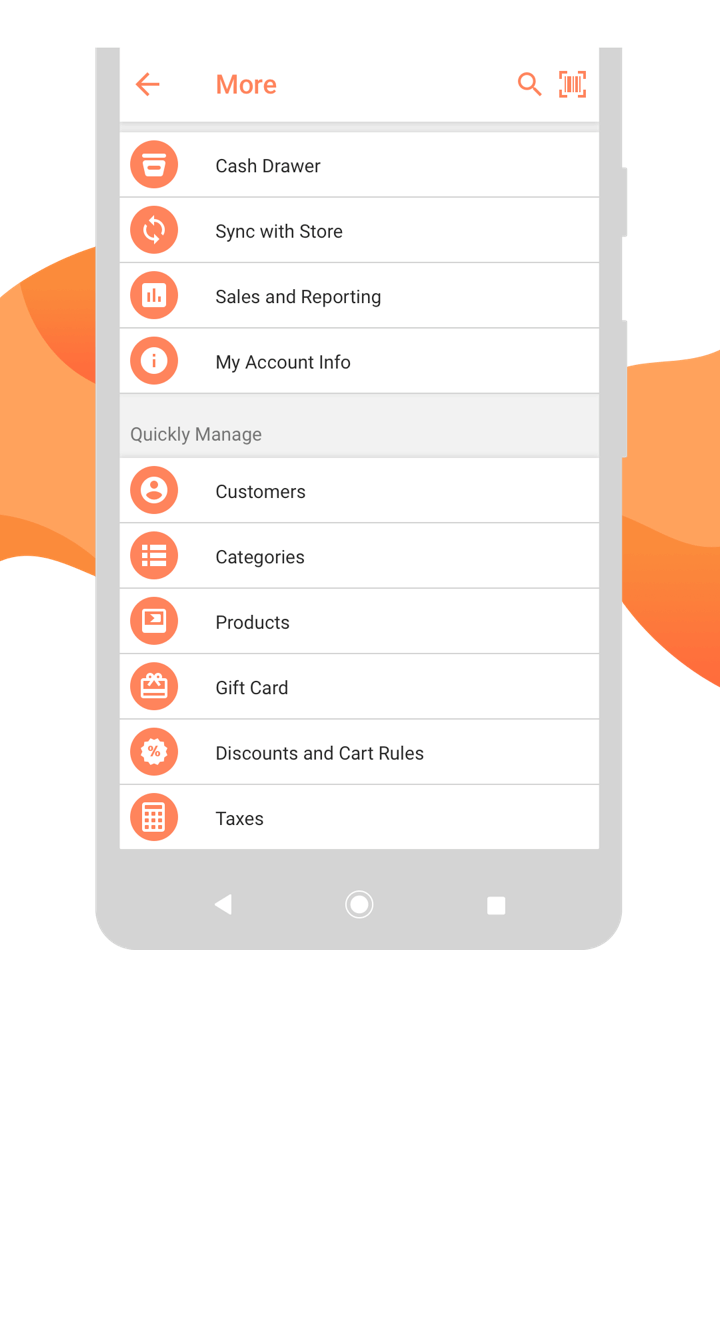 More
Cash Drawer
Sync with Store
Sales and Reporting
My Account Info
Quickly Manage
Customers
Categories
Products
Gift Card
%
Discounts and Cart Rules
Taxes